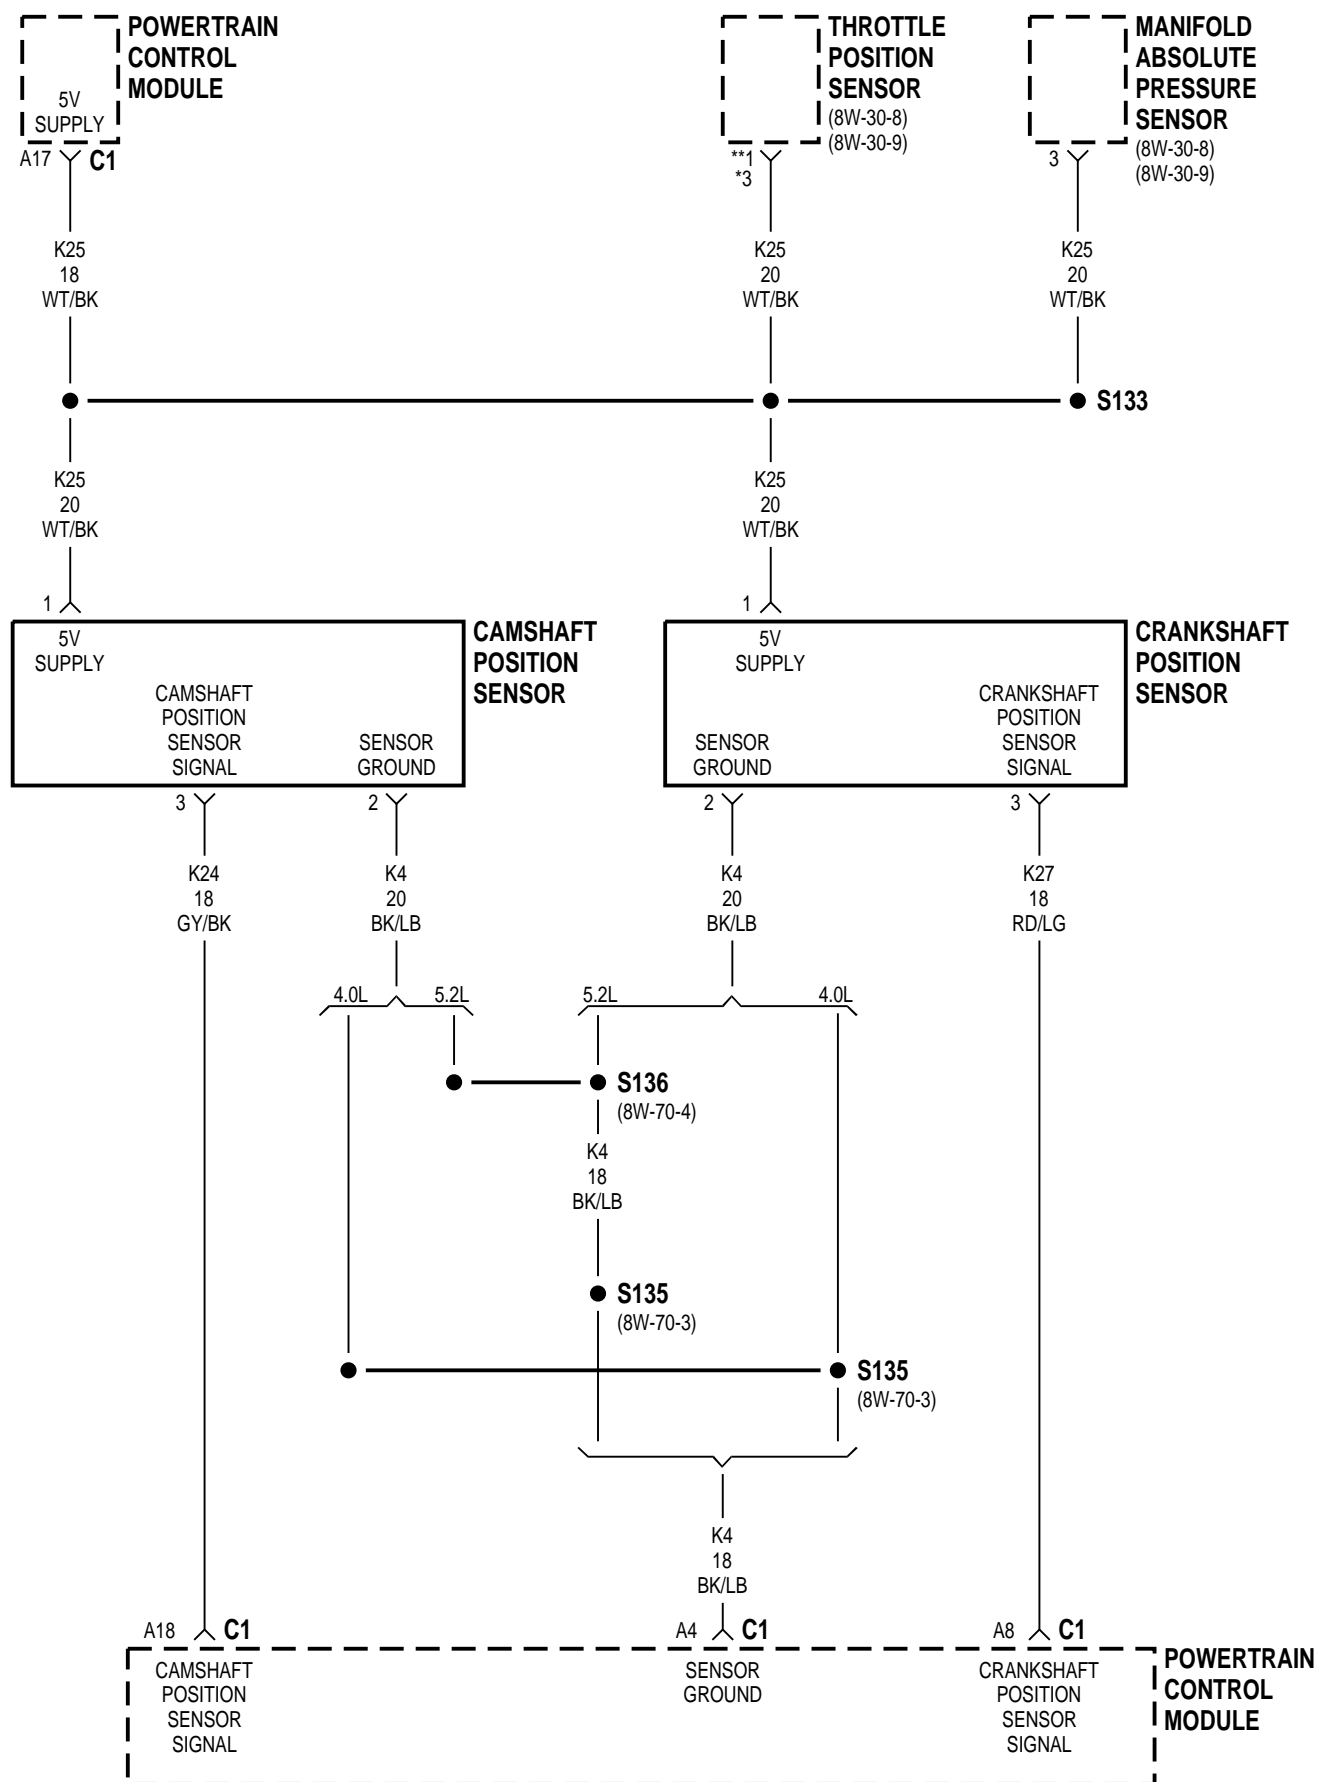 POWERTRAIN
CONTROL
MODULE
5V
SUPPLY
A17
C1
THROTTLE
POSITION
SENSOR
(8W-30-8)
(8W-30-9)
**1
*3
MANIFOLD
ABSOLUTE
PRESSURE
SENSOR
(8W-30-8)
(8W-30-9)
3
K25
18
WT/BK
K25
20
WT/BK
K25
20
WT/BK
S133
K25
20
WT/BK
K25
20
WT/BK
1
1
CAMSHAFT
POSITION
SENSOR
5V
SUPPLY
CAMSHAFT
POSITION
SENSOR
SIGNAL
SENSOR
GROUND
CRANKSHAFT
POSITION
SENSOR
5V
SUPPLY
SENSOR
GROUND
CRANKSHAFT
POSITION
SENSOR
SIGNAL
3
2
2
3
K24
18
GY/BK
K4
20
BK/LB
K4
20
BK/LB
K27
18
RD/LG
4.0L
5.2L
5.2L
4.0L
S136
(8W-70-4)
K4
18
BK/LB
S135
(8W-70-3)
S135
(8W-70-3)
K4
18
BK/LB
A18
C1
A4
C1
A8
C1
CAMSHAFT
POSITION
SENSOR
SIGNAL
SENSOR
GROUND
CRANKSHAFT
POSITION
SENSOR
SIGNAL
POWERTRAIN
CONTROL
MODULE